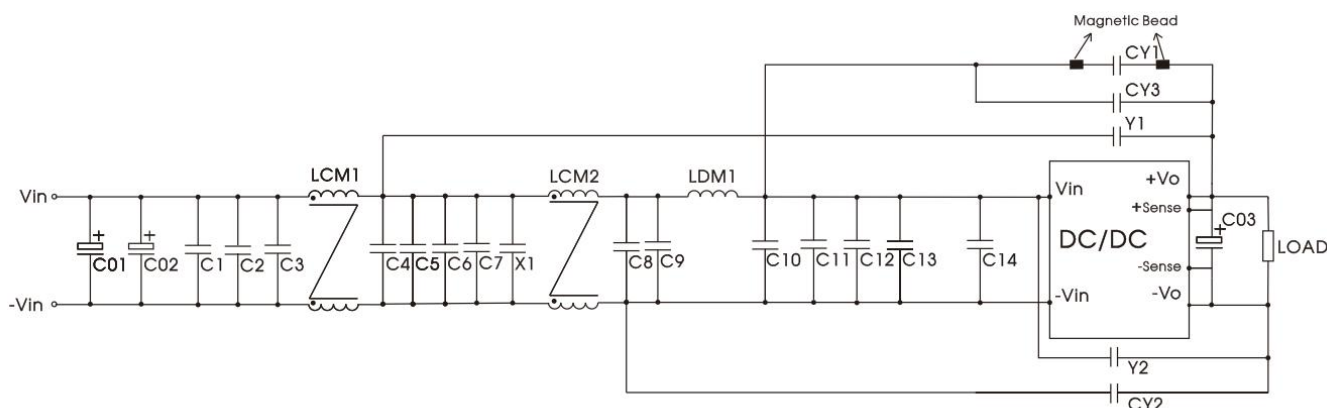 Magnetic Bead
CY1
CY3
Y1
LCM1
LCM2
LDM1
Vin
Vin
+Vo
+Sense
+
C03
DC/DC
LOAD
+
C01
+
C02
C1
C2
C3
C4
C5
C6
C7
X1
C8
C9
C10
C11
C12
C13
C14
-Sense
-Vin
-Vin
-Vo
Y2
CY2